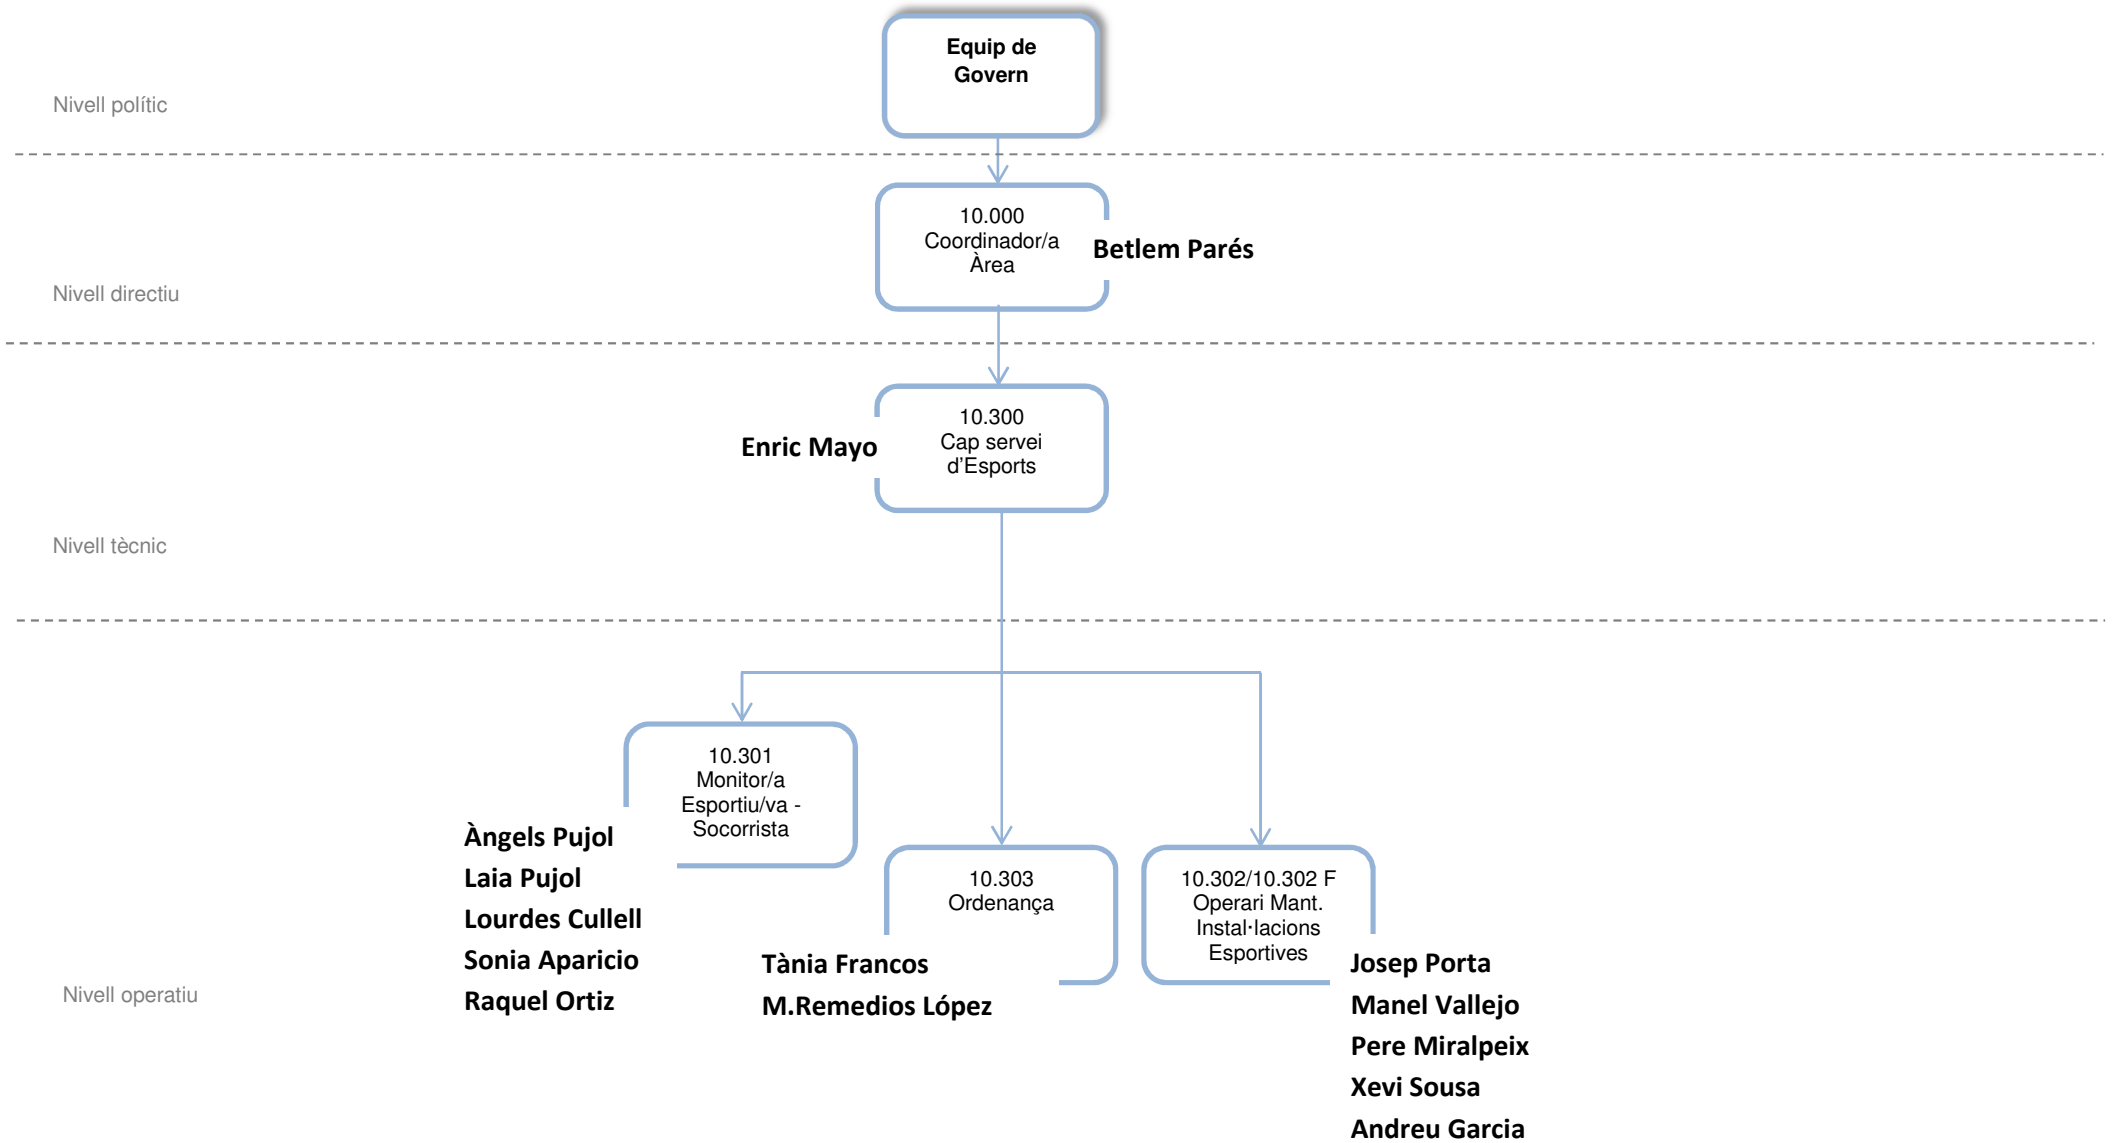 Equip de
Govern
Nivell polític
10.000
Coordinador/a
Àrea
Betlem Parés
Nivell directiu
10.300
Cap servei
d'Esports
Enric Mayo
Nivell tècnic
10.301
Monitor/a
Esportiu/va -
Socorrista
Àngels Pujol
Laia Pujol
Lourdes Cullell
Sonia Aparicio
Raquel Ortiz
10.303
Ordenança
Tània Francos
M.Remedios López
10.302/10.302 F
Operari Mant.
Instal·lacions
Esportives
Josep Porta
Manel Vallejo
Pere Miralpeix
Xevi Sousa
Andreu Garcia
Nivell operatiu